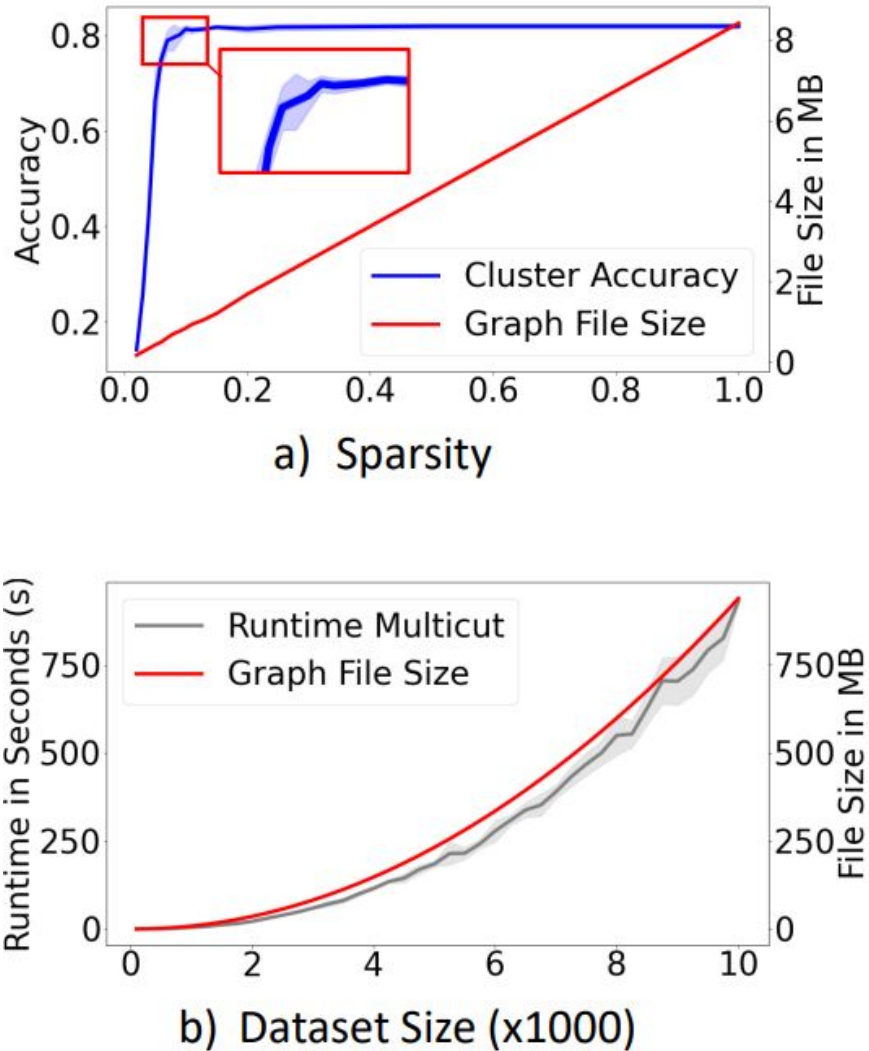 0.8
0.6
0.4
0.2
Accuracy
8
6
4
2
0
File Size in MB
Cluster Accuracy
Graph File Size
0.0 0.2 0.4 0.6 0.8 1.0
a) Sparsity
Runtime in Seconds (s)
750
500
250
0
Runtime Multicut
Graph File Size
750
500
250
0
File Size in MB
0 2 4 6 8 10
b) Dataset Size (x1000)